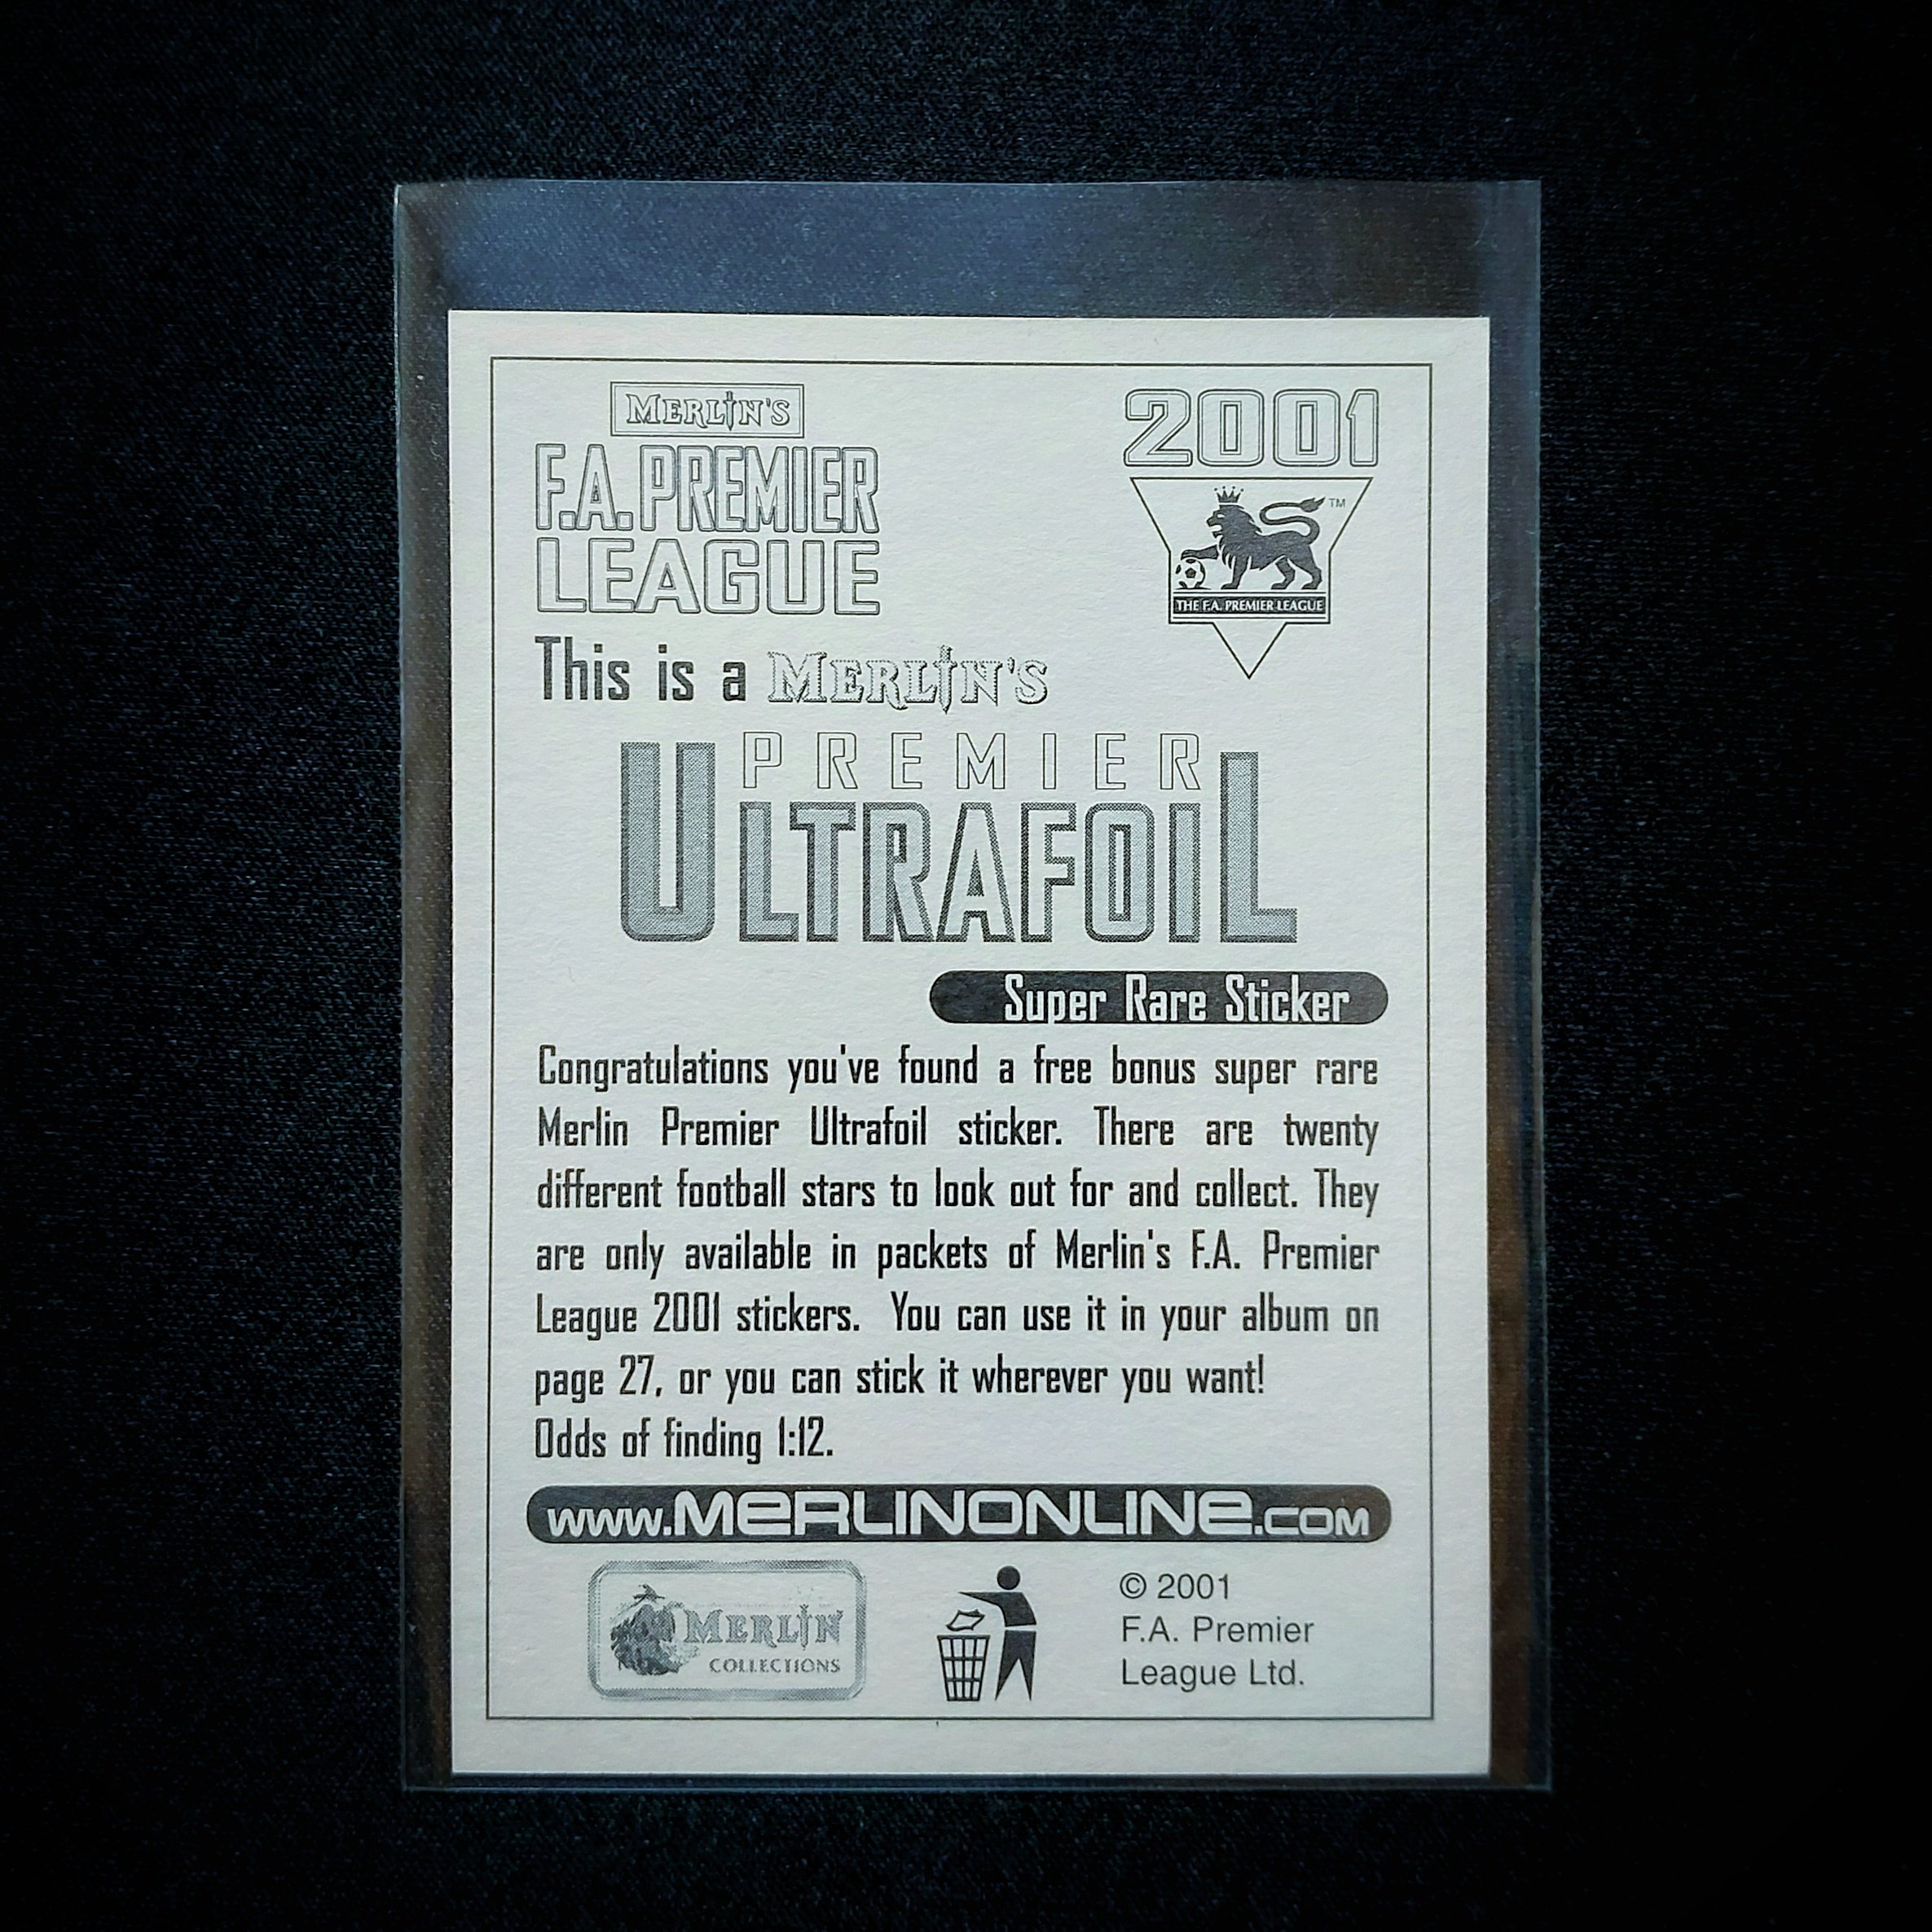 MERLIN'S
F.A. PREMIER
LEAGUE
2001
TM
THE F.A. PREMIER LEAGUE
This is a MERLIN'S
PREMIER
ULTRAFOIL
Super Rare Sticker
Congratulations you've found a free bonus super rare
Merlin Premier Ultrafoil sticker. There are twenty
different football stars to look out for and collect. They
are only available in packets of Merlin's F.A. Premier
League 2001 stickers. You can use it in your album on
page 27, or you can stick it wherever you want!
Odds of finding 1:12.
www.MERLINONLINE.COM
MERLIN
COLLECTIONS
© 2001
F.A. Premier
League Ltd.